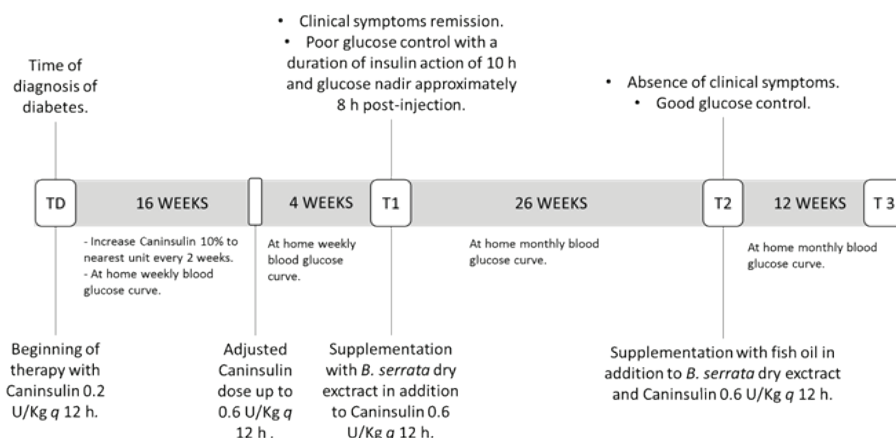 • Clinical symptoms remission.
• Poor glucose control with a
duration of insulin action of 10 h
and glucose nadir approximately
8 h post-injection.
Time of
diagnosis of
diabetes.
• Absence of clinical symptoms.
• Good glucose control.
TD
16 WEEKS
4 WEEKS
T1
26 WEEKS
T2
12 WEEKS
T 3
- Increase Caninsulin 10% to
nearest unit every 2 weeks.
- At home weekly blood
glucose curve.
At home weekly
blood glucose
curve.
At home monthly blood
glucose curve.
At home monthly blood
glucose curve.
Beginning of
therapy with
Caninsulin 0.2
U/Kg q 12 h.
Adjusted
Caninsulin
dose up to
0.6 U/Kg q
12 h .
Supplementation
with B. serrata dry
exctract in addition
to Caninsulin 0.6
U/Kg q 12 h.
Supplementation with fish oil in
addition to B. serrata dry exctract
and Caninsulin 0.6 U/Kg q 12 h.